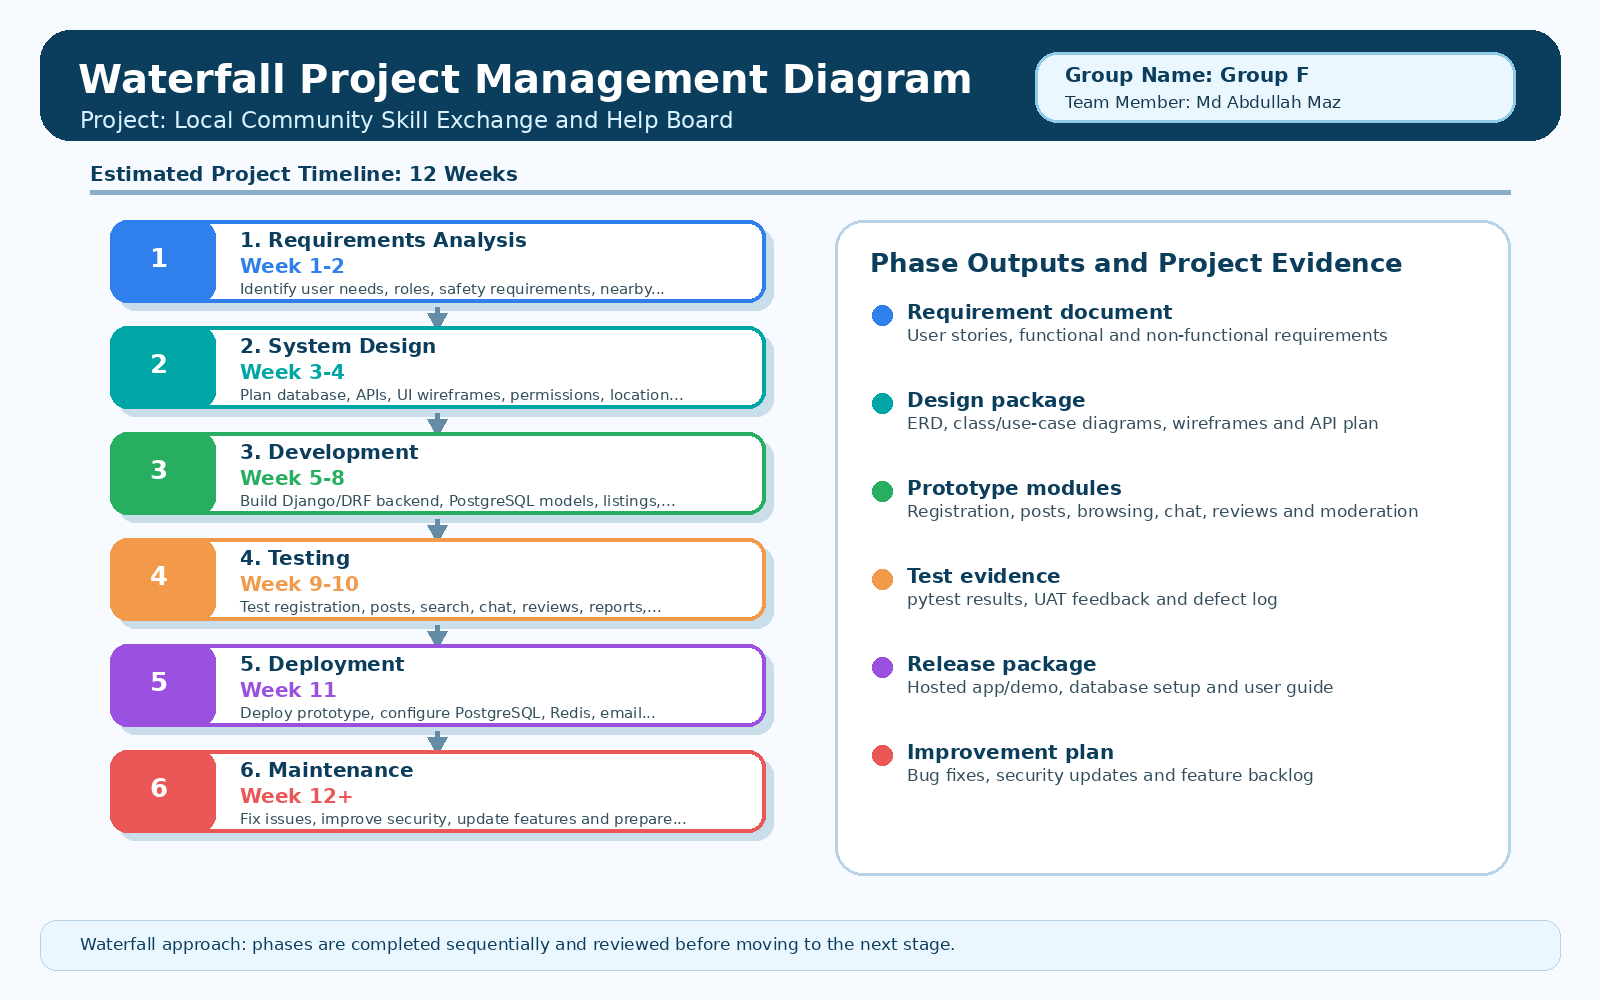 Waterfall Project Management Diagram
Project: Local Community Skill Exchange and Help Board
Group Name: Group F
Team Member: Md Abdullah Maz
Estimated Project Timeline: 12 Weeks
1
1. Requirements Analysis
Week 1-2
Identify user needs, roles, safety requirements, nearby...
2
2. System Design
Week 3-4
Plan database, APIs, UI wireframes, permissions, location...
3
3. Development
Week 5-8
Build Django/DRF backend, PostgreSQL models, listings,...
4
4. Testing
Week 9-10
Test registration, posts, search, chat, reviews, reports,...
5
5. Deployment
Week 11
Deploy prototype, configure PostgreSQL, Redis, email...
6
6. Maintenance
Week 12+
Fix issues, improve security, update features and prepare...
Phase Outputs and Project Evidence
Requirement document
User stories, functional and non-functional requirements
Design package
ERD, class/use-case diagrams, wireframes and API plan
Prototype modules
Registration, posts, browsing, chat, reviews and moderation
Test evidence
pytest results, UAT feedback and defect log
Release package
Hosted app/demo, database setup and user guide
Improvement plan
Bug fixes, security updates and feature backlog
Waterfall approach: phases are completed sequentially and reviewed before moving to the next stage.